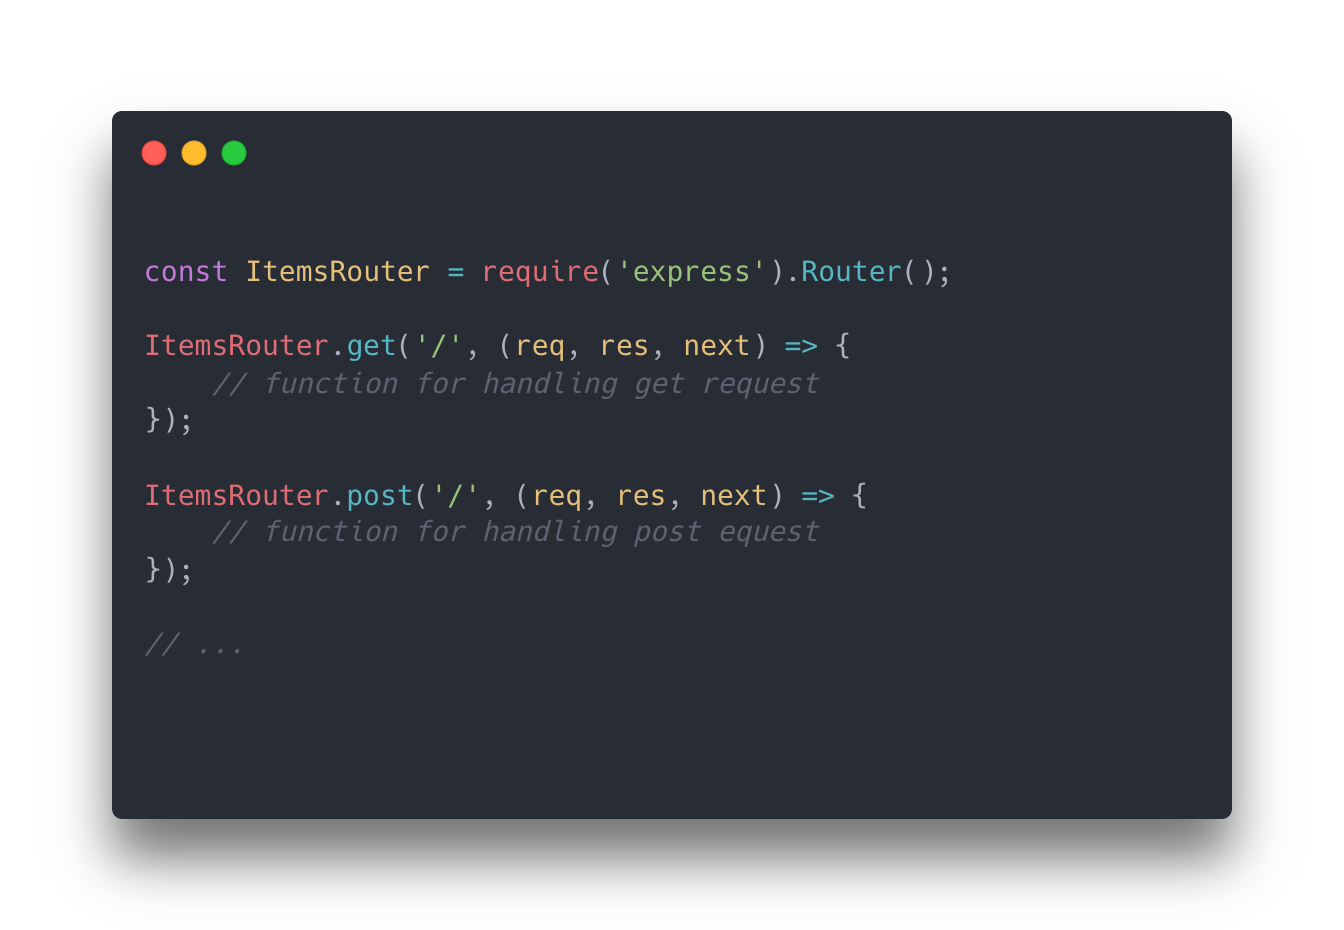 const ItemsRouter = require('express').Router();
ItemsRouter.get('/', (req, res, next) => {
    // function for handling get request
});
ItemsRouter.post('/', (req, res, next) => {
    // function for handling post equest
});
// ...